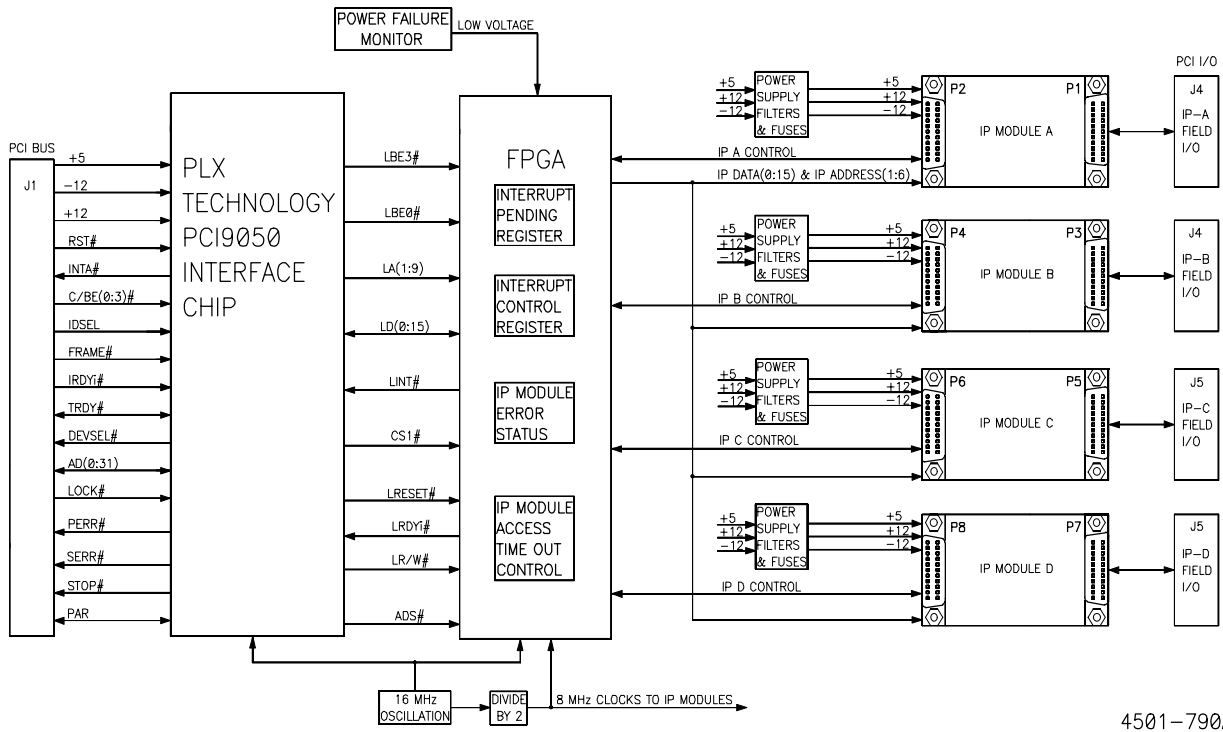 POWER FAILURE
MONITOR
LOW VOLTAGE
PCI BUS
J1
+5
-12
+12
RST#
INTA#
C/BE(0:3)#
IDSEL
FRAME#
IRDYi#
TRDY#
DEVSEL#
AD(0:31)
LOCK#
PERR#
SERR#
STOP#
PAR
PLX
TECHNOLOGY
PCI9050
INTERFACE
CHIP
LBE3#
LBE0#
LA(1:9)
LD(0:15)
LINT#
CS1#
LRESET#
LRDYi#
LR/W#
ADS#
FPGA
INTERRUPT
PENDING
REGISTER
INTERRUPT
CONTROL
REGISTER
IP MODULE
ERROR
STATUS
IP MODULE
ACCESS
TIME OUT
CONTROL
16 MHz
OSCILLATION
DIVIDE
BY 2
8 MHz CLOCKS TO IP MODULES
+5
+12
-12
POWER
SUPPLY
FILTERS
& FUSES
+5
+12
-12
IP A CONTROL
IP DATA(0:15) & IP ADDRESS(1:6)
P2
P1
IP MODULE A
PCI I/O
J4
IP-A
FIELD
I/O
+5
+12
-12
POWER
SUPPLY
FILTERS
& FUSES
+5
+12
-12
IP B CONTROL
P4
P3
IP MODULE B
J4
IP-B
FIELD
I/O
+5
+12
-12
POWER
SUPPLY
FILTERS
& FUSES
+5
+12
-12
IP C CONTROL
P6
P5
IP MODULE C
J5
IP-C
FIELD
I/O
+5
+12
-12
POWER
SUPPLY
FILTERS
& FUSES
+5
+12
-12
IP D CONTROL
P8
P7
IP MODULE D
J5
IP-D
FIELD
I/O